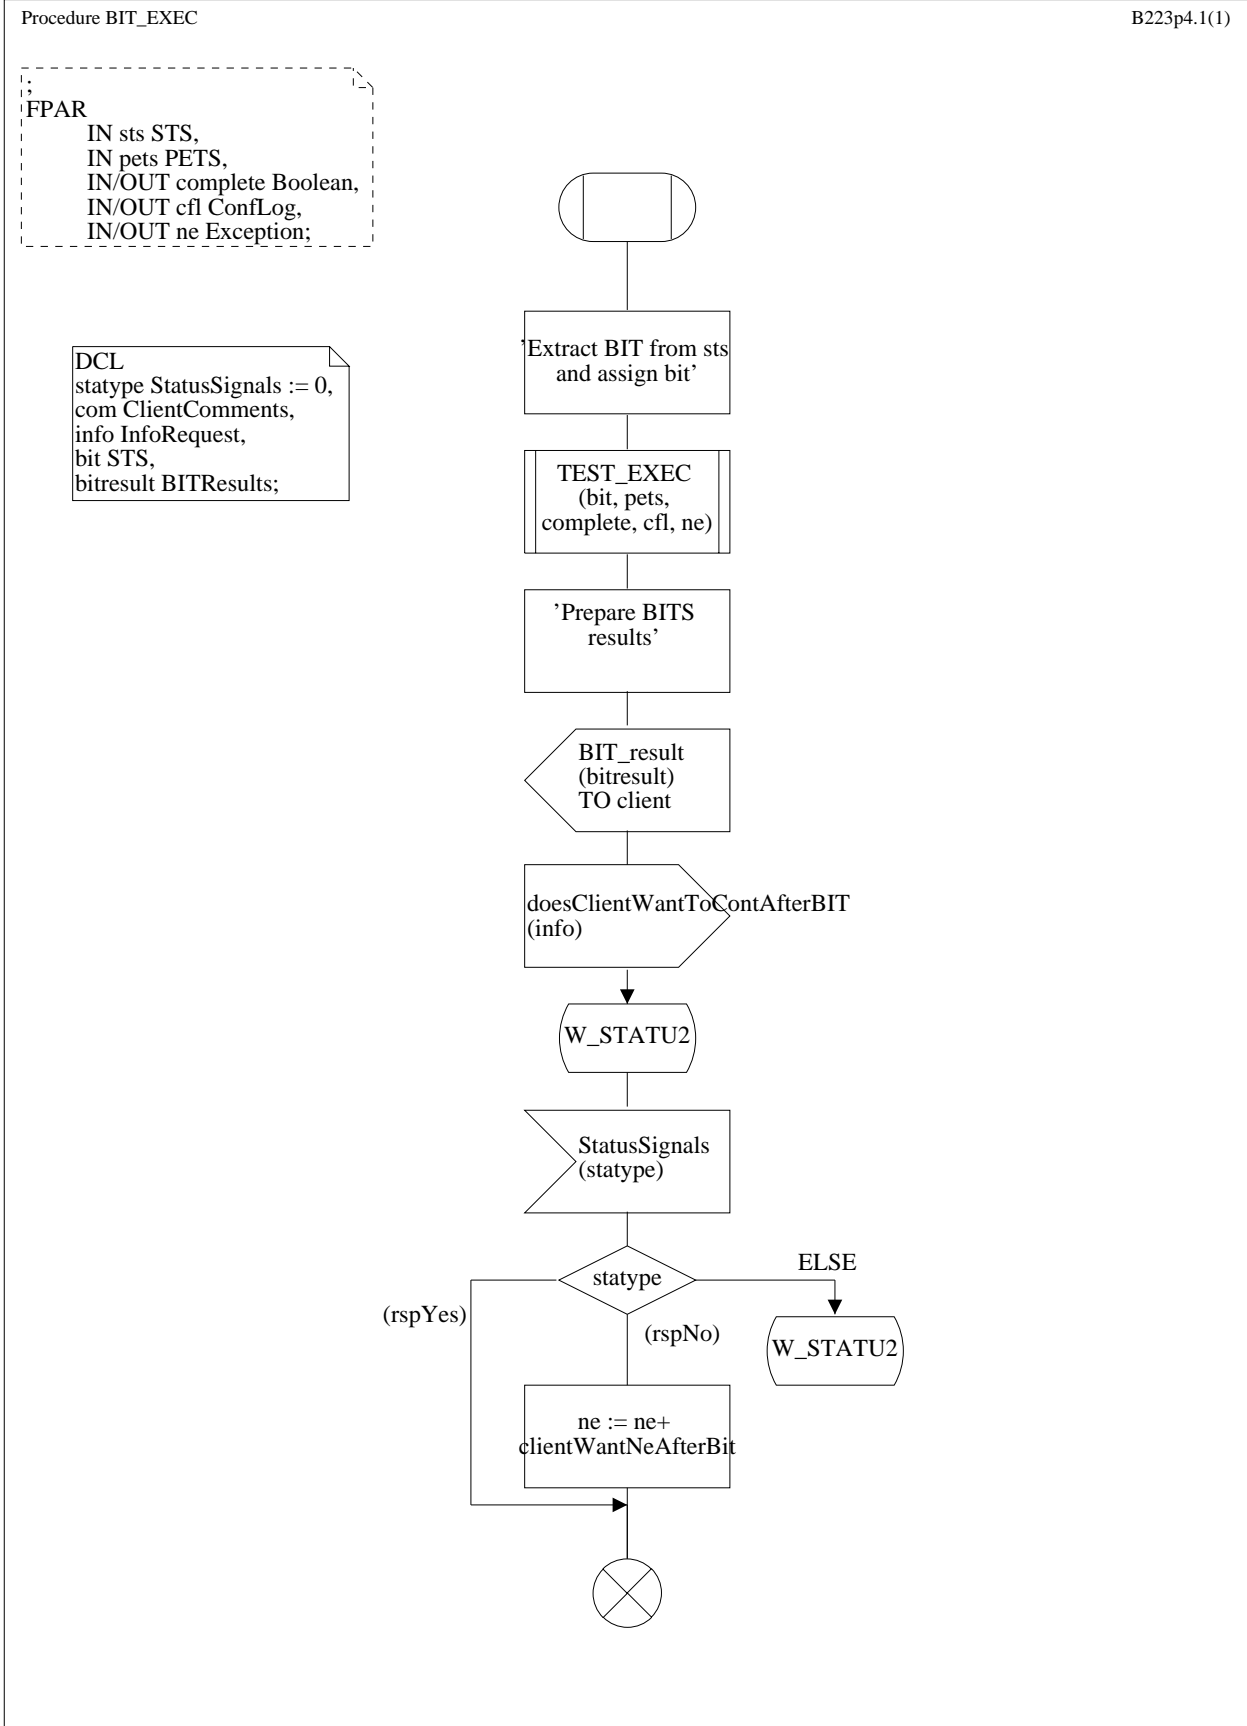 Procedure BIT_EXEC
B223p4.1(1)
;
FPAR
IN sts STS,
IN pets PETS,
IN/OUT complete Boolean,
IN/OUT cfl ConfLog,
IN/OUT ne Exception;
DCL
statype StatusSignals := 0,
com ClientComments,
info InfoRequest,
bit STS,
bitresult BITResults;
’Extract BIT from sts
and assign bit’
TEST_EXEC
(bit, pets,
complete, cfl, ne)
’Prepare BITS
results’
BIT_result
(bitresult)
TO client
doesClientWantToContAfterBIT
(info)
W_STATU2
StatusSignals
(statype)
statype
ELSE
(rspYes)
(rspNo)
W_STATU2
ne := ne+
clientWantNeAfterBit